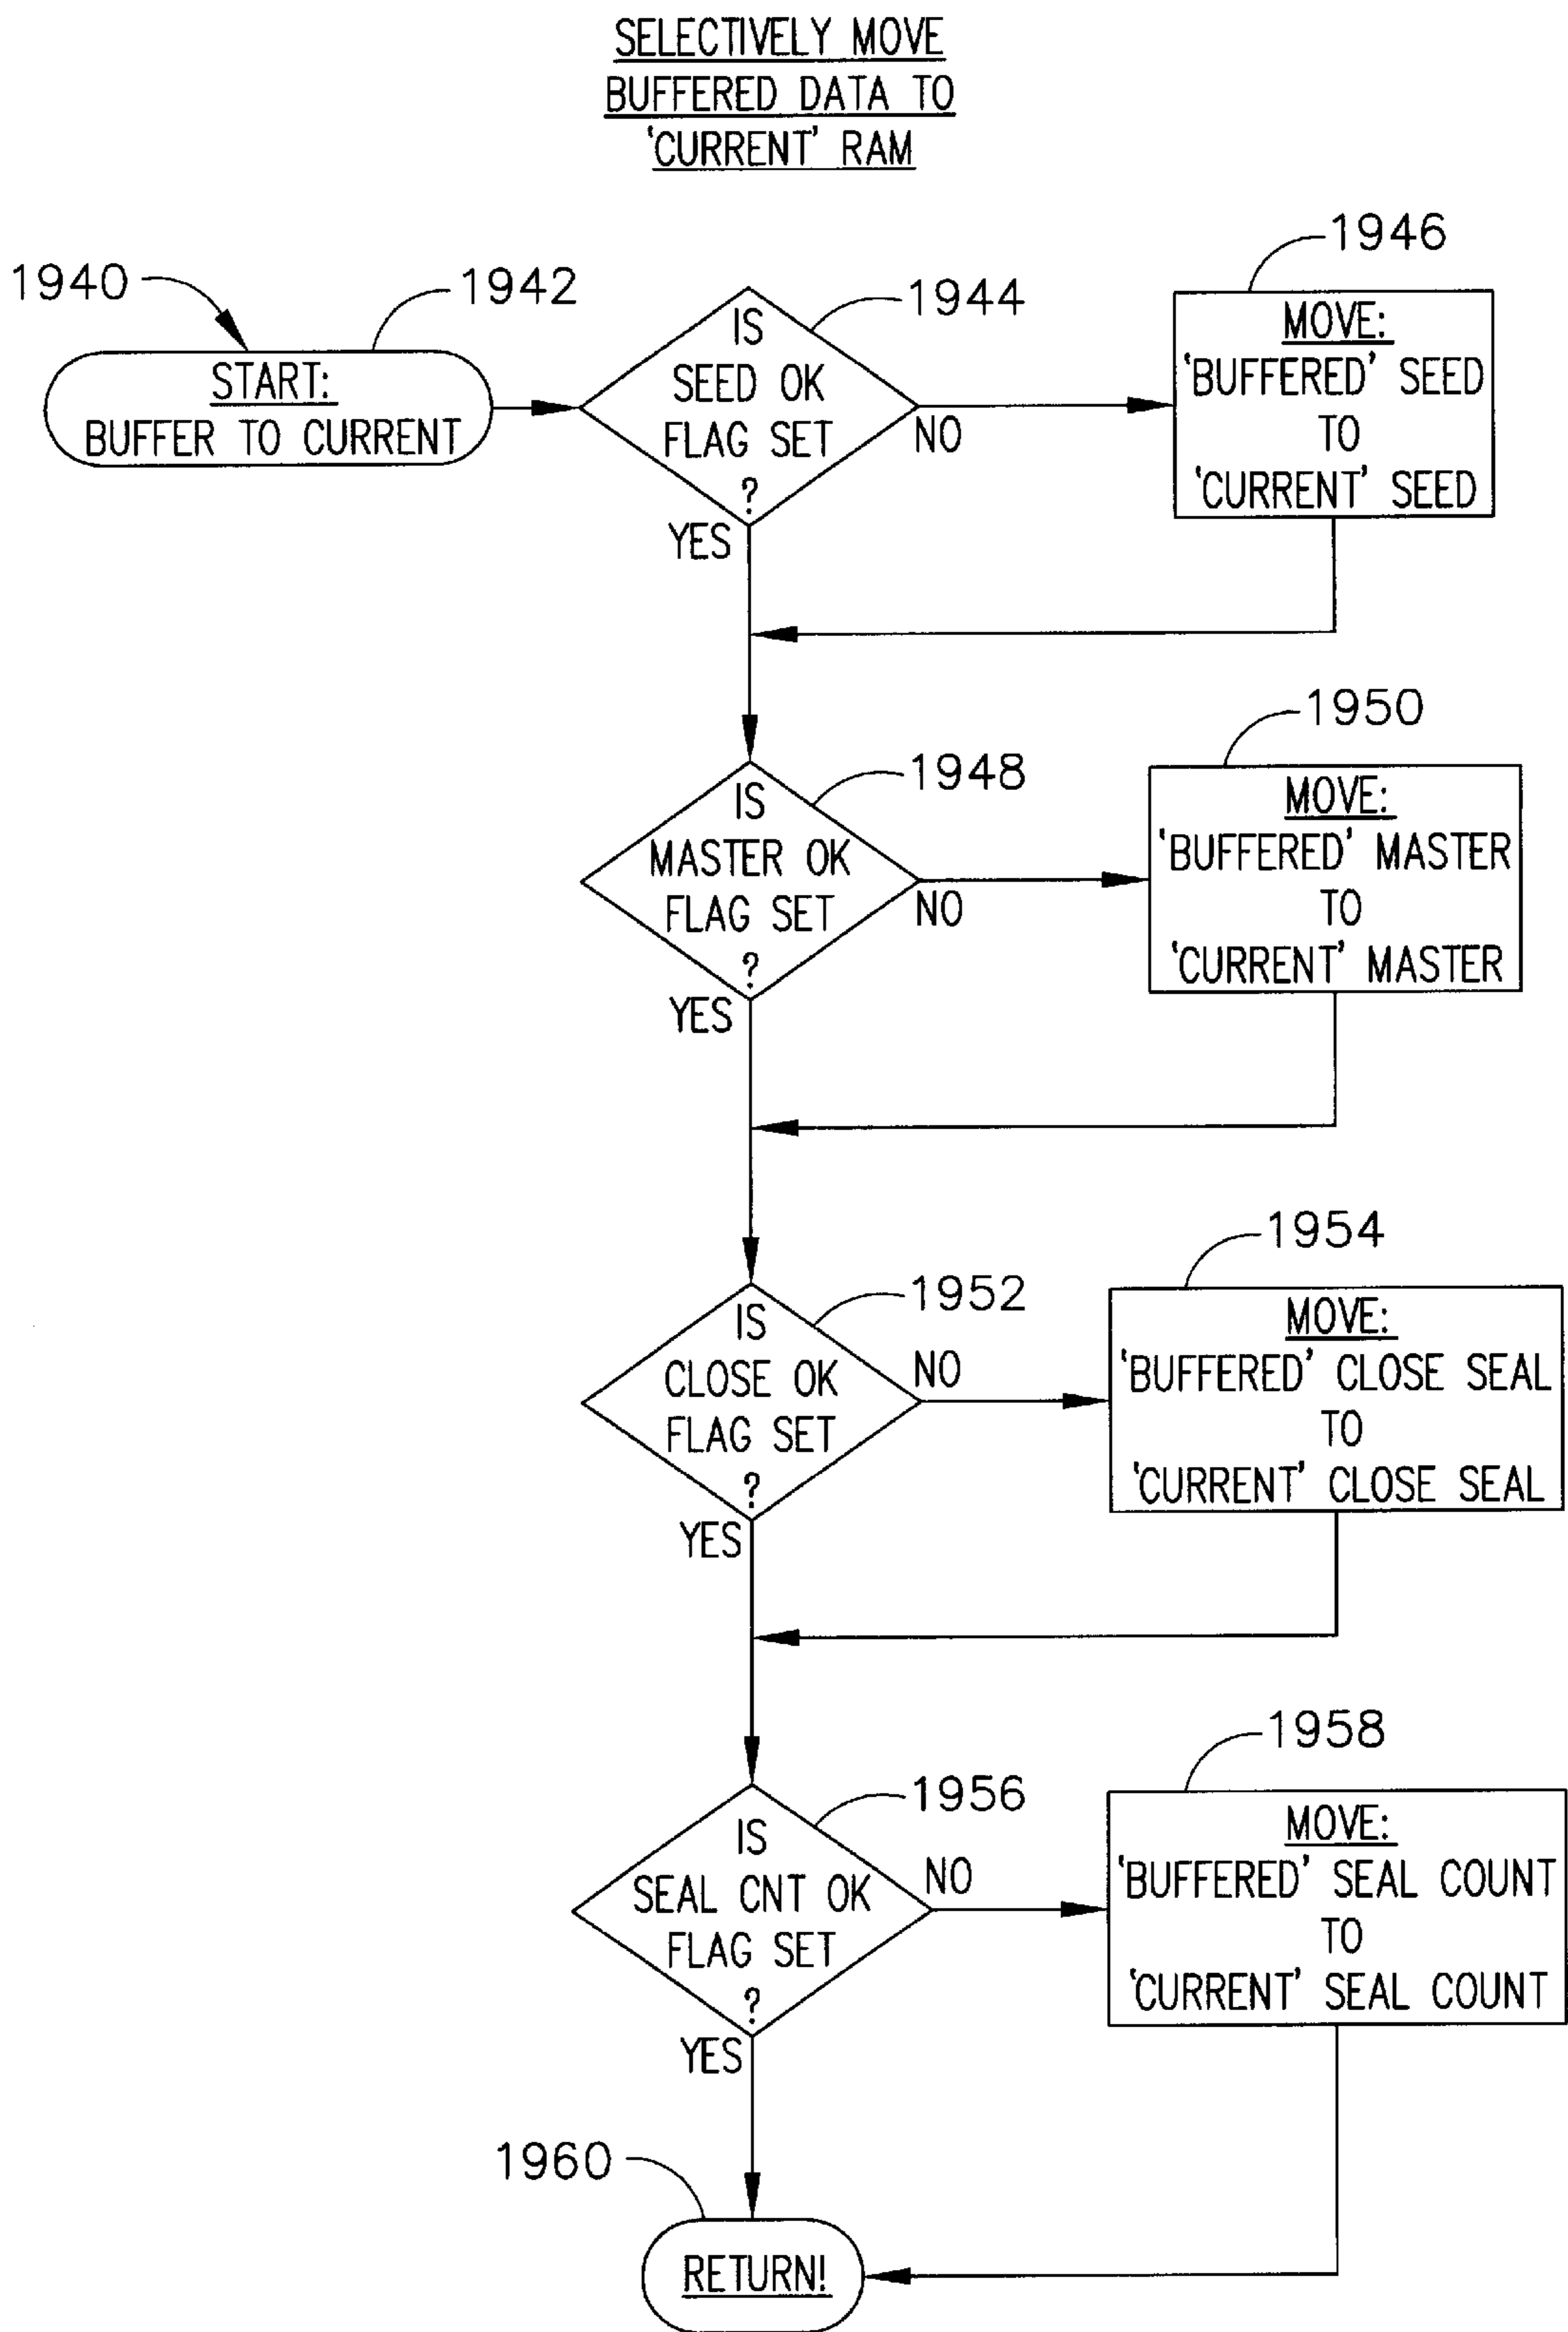 SELECTIVELY MOVE
BUFFERED DATA TO
'CURRENT' RAM
1940
1942
START:
BUFFER TO CURRENT
1944
IS
SEED OK
FLAG SET
?
NO
YES
1946
MOVE:
'BUFFERED' SEED
TO
'CURRENT' SEED
1948
IS
MASTER OK
FLAG SET
?
NO
YES
1950
MOVE:
'BUFFERED' MASTER
TO
'CURRENT' MASTER
1952
IS
CLOSE OK
FLAG SET
?
NO
YES
1954
MOVE:
'BUFFERED' CLOSE SEAL
TO
'CURRENT' CLOSE SEAL
1956
IS
SEAL CNT OK
FLAG SET
?
NO
YES
1958
MOVE:
'BUFFERED' SEAL COUNT
TO
'CURRENT' SEAL COUNT
1960
RETURN!